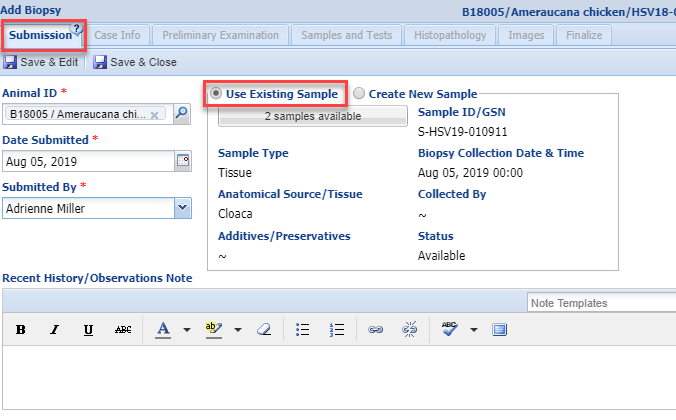 Add Biopsy
B18005/Ameraucana chicken/HSV18-0
Submission ?
Case Info
Preliminary Examination
Samples and Tests
Histopathology
Images
Finalize
Save & Edit
Save & Close
Animal ID *
B18005 / Ameraucana chi...
Date Submitted *
Aug 05, 2019
Submitted By *
Adrienne Miller
Use Existing Sample
Create New Sample
2 samples available
Sample ID/GSN
S-HSV19-010911
Sample Type
Tissue
Biopsy Collection Date & Time
Aug 05, 2019 00:00
Anatomical Source/Tissue
Cloaca
Collected By
~
Additives/Preservatives
~
Status
Available
Recent History/Observations Note
Note Templates
B I U ABC A ab ABC